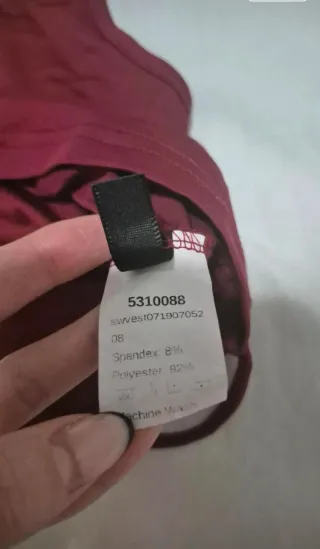 5310088
swvest071907052
08
Spandex: 8%
Polyester: 92%
Machine Wash